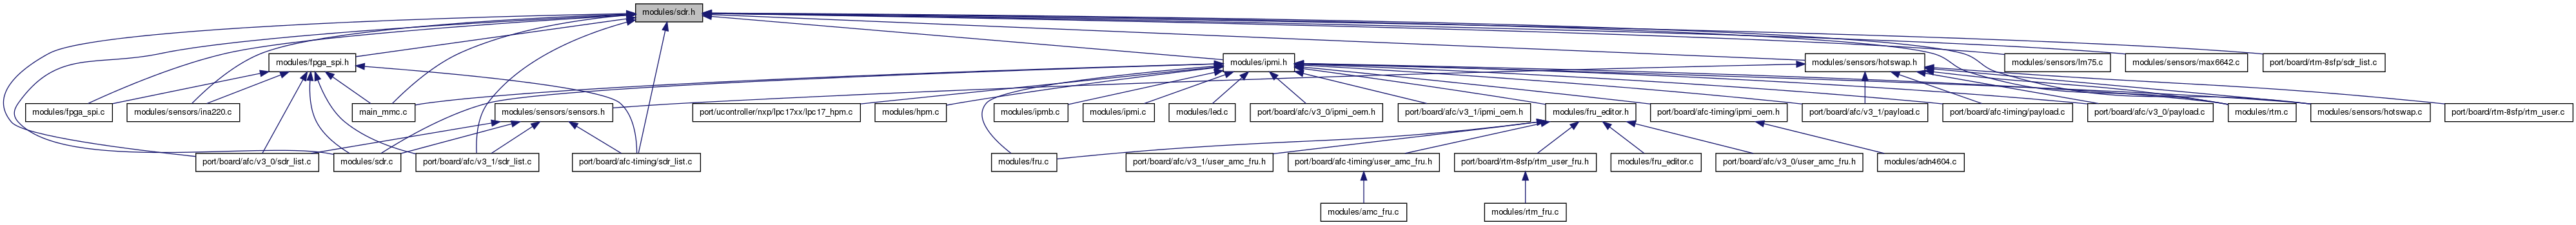 modules/sdr.h
modules/fpga_spi.h
modules/ipmi.h
modules/sensors/hotswap.h
modules/sensors/lm75.c
modules/sensors/max6642.c
port/board/rtm-8sfp/sdr_list.c
modules/fpga_spi.c
modules/sensors/ina220.c
main_mmc.c
modules/sensors/sensors.h
port/ucontroller/nxp/lpc17xx/lpc17_hpm.c
modules/hpm.c
modules/ipmb.c
modules/ipmi.c
modules/led.c
port/board/afc/v3_0/ipmi_oem.h
port/board/afc/v3_1/ipmi_oem.h
modules/fru_editor.h
port/board/afc-timing/ipmi_oem.h
port/board/afc/v3_1/payload.c
port/board/afc-timing/payload.c
port/board/afc/v3_0/payload.c
modules/rtm.c
modules/sensors/hotswap.c
port/board/rtm-8sfp/rtm_user.c
port/board/afc/v3_0/sdr_list.c
modules/sdr.c
port/board/afc/v3_1/sdr_list.c
port/board/afc-timing/sdr_list.c
modules/fru.c
port/board/afc/v3_1/user_amc_fru.h
port/board/afc-timing/user_amc_fru.h
port/board/rtm-8sfp/rtm_user_fru.h
modules/fru_editor.c
port/board/afc/v3_0/user_amc_fru.h
modules/adn4604.c
modules/amc_fru.c
modules/rtm_fru.c